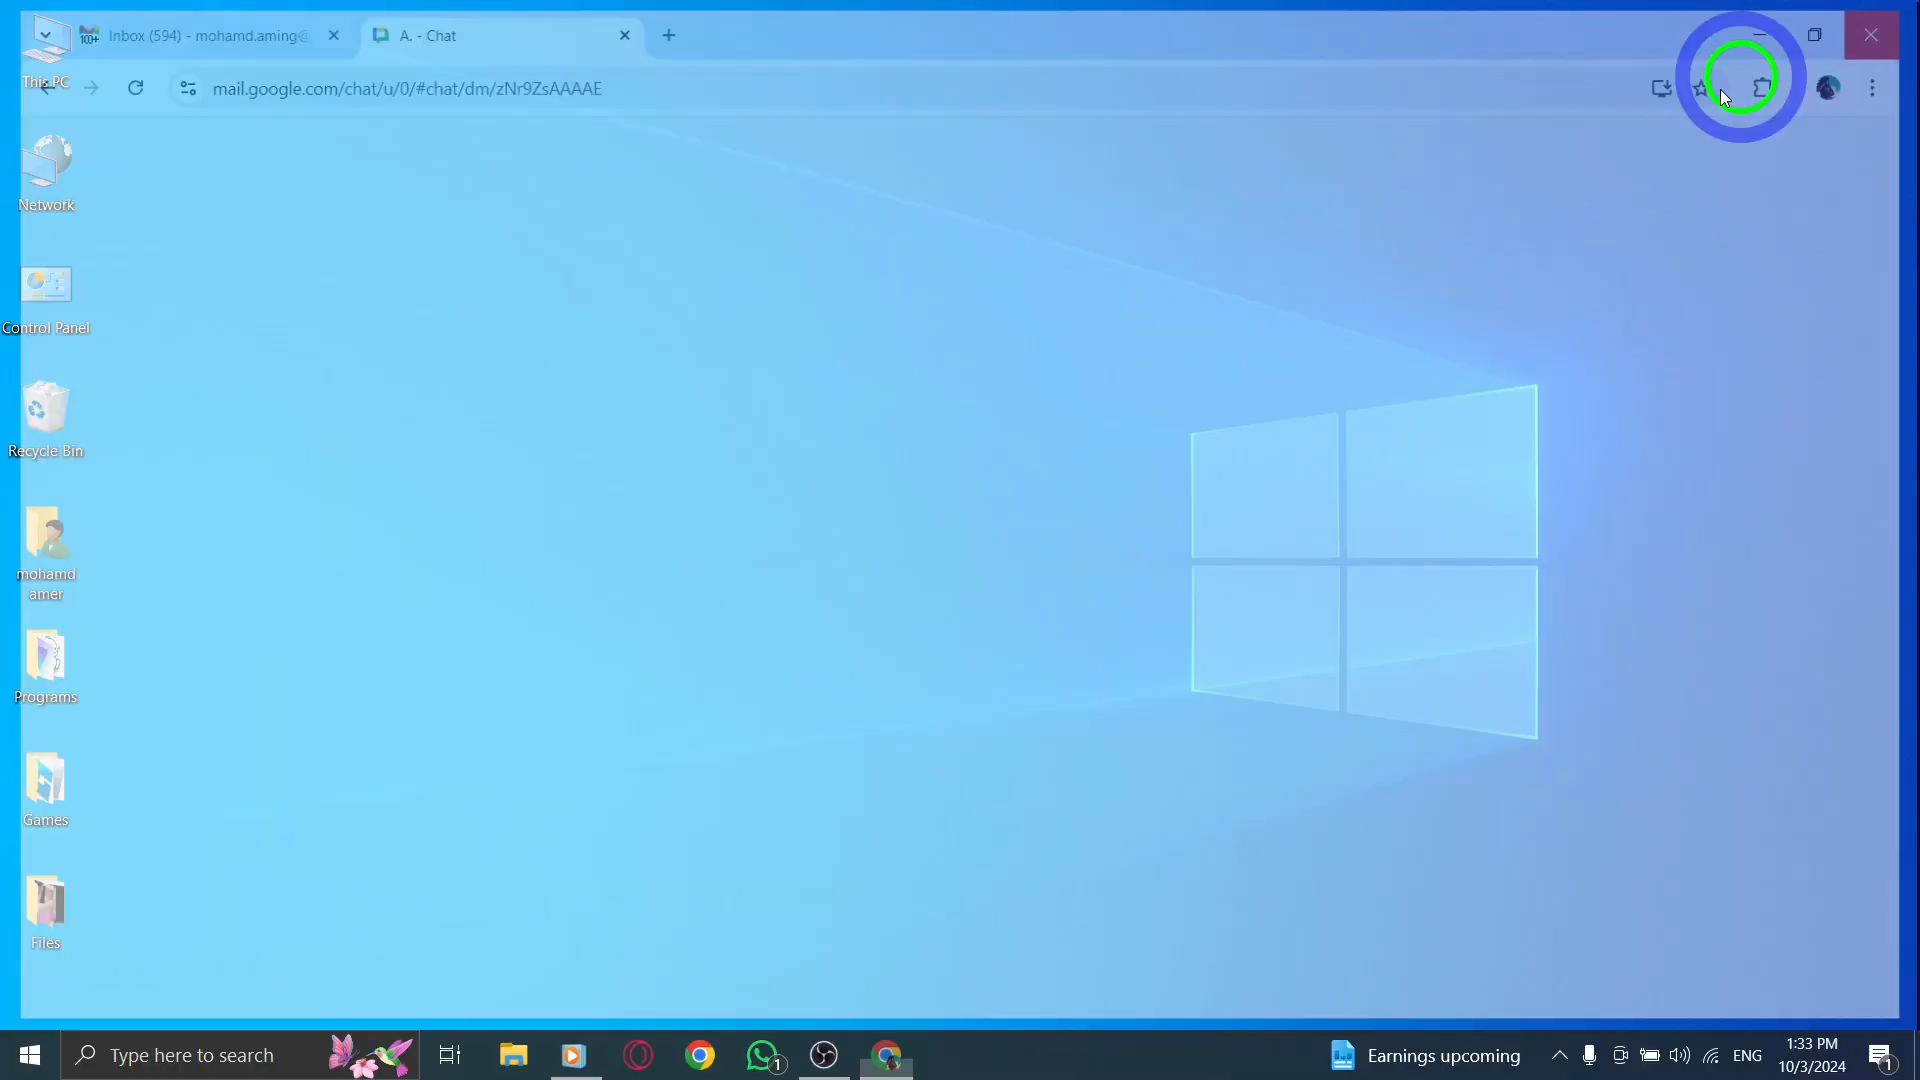 Inbox (594) - mohamd.aming@
A. - Chat
mail.google.com/chat/u/0/#chat/dm/zNr9ZsAAAAE
This PC
Network
Control Panel
Recycle Bin
mohamd
amer
Programs
Games
Files
Type here to search
1
Earnings upcoming
ENG
1:33 PM
10/3/2024
1